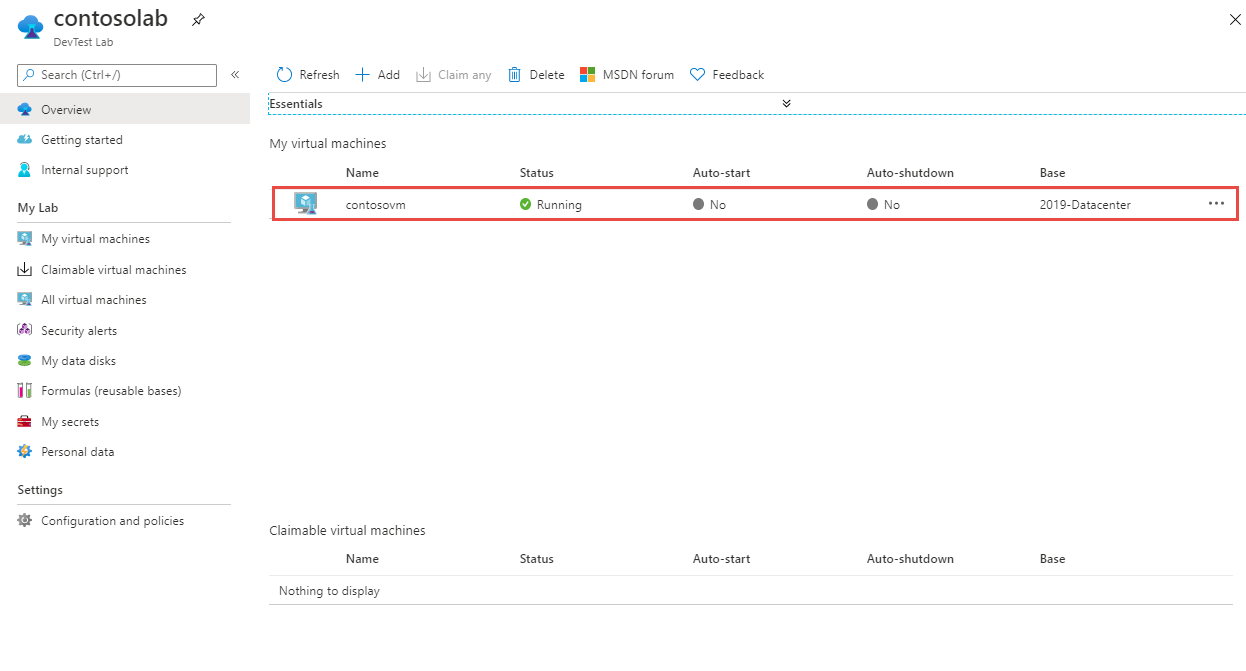 contosolab
DevTest Lab
Search (Ctrl+/)
«
Refresh
Add
Claim any
Delete
MSDN forum
Feedback
Overview
Getting started
Internal support
My Lab
My virtual machines
Claimable virtual machines
All virtual machines
Security alerts
My data disks
Formulas (reusable bases)
My secrets
Personal data
Settings
Configuration and policies
Essentials
My virtual machines
Name Status Auto-start Auto-shutdown Base
contosovm Running No No 2019-Datacenter
Claimable virtual machines
Name Status Auto-start Auto-shutdown Base
Nothing to display